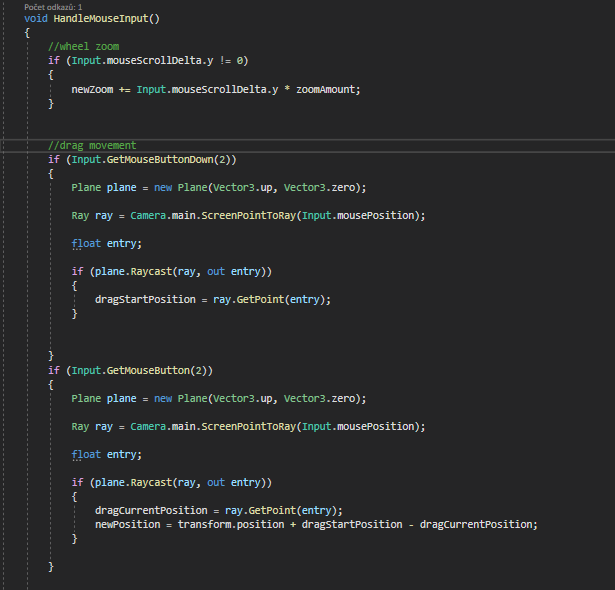 Počet odkazů: 1
void HandleMouseInput()
{
//wheel zoom
if (Input.mouseScrollDelta.y != 0)
{
newZoom += Input.mouseScrollDelta.y * zoomAmount;
}
//drag movement
if (Input.GetMouseButtonDown(2))
{
Plane plane = new Plane(Vector3.up, Vector3.zero);
Ray ray = Camera.main.ScreenPointToRay(Input.mousePosition);
float entry;
if (plane.Raycast(ray, out entry))
{
dragStartPosition = ray.GetPoint(entry);
}
}
if (Input.GetMouseButton(2))
{
Plane plane = new Plane(Vector3.up, Vector3.zero);
Ray ray = Camera.main.ScreenPointToRay(Input.mousePosition);
float entry;
if (plane.Raycast(ray, out entry))
{
dragCurrentPosition = ray.GetPoint(entry);
newPosition = transform.position + dragStartPosition - dragCurrentPosition;
}
}